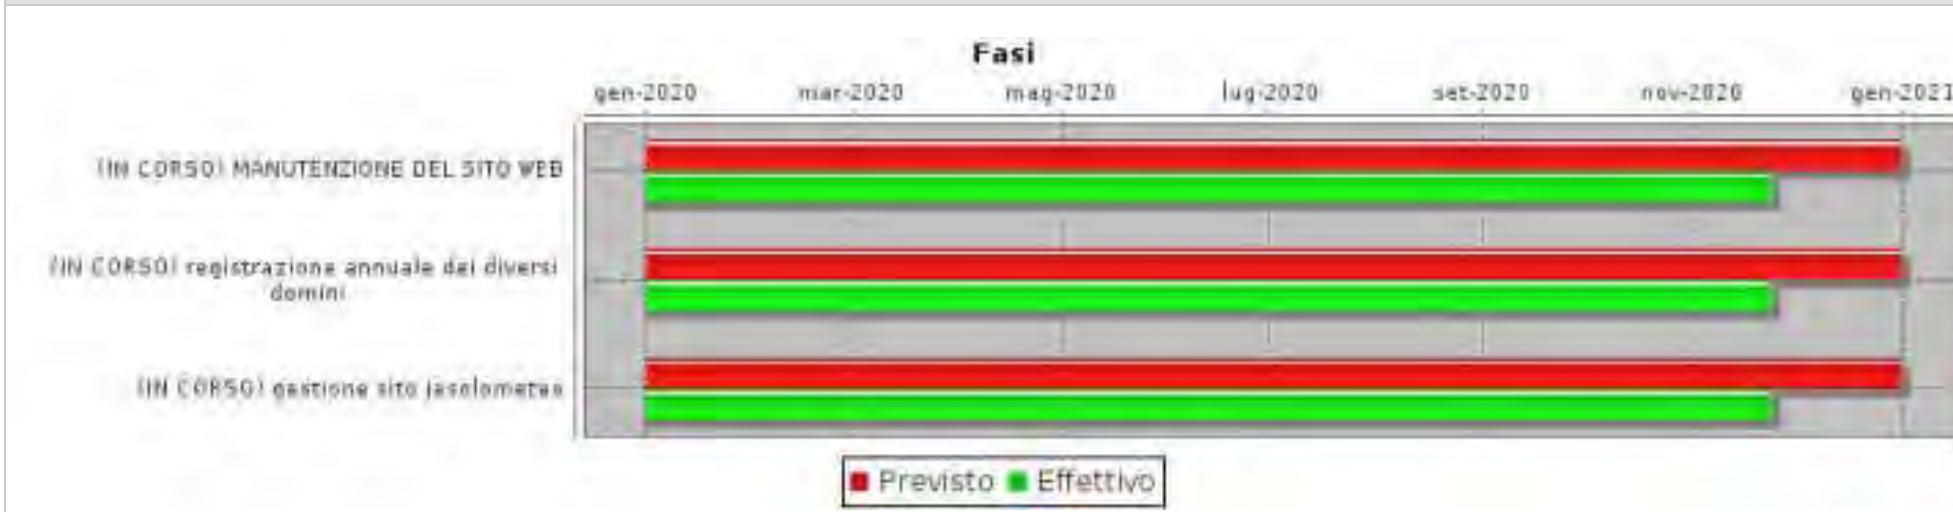 Fasi
gen-2020 mar-2020 mag-2020 lug-2020 set-2020 nov-2020 gen-2021
(IN CORSO) MANUTENZIONE DEL SITO WEB
(IN CORSO) registrazione annuale dei diversi
domini
(IN CORSO) gestione sito jesolometeo
Previsto Effettivo